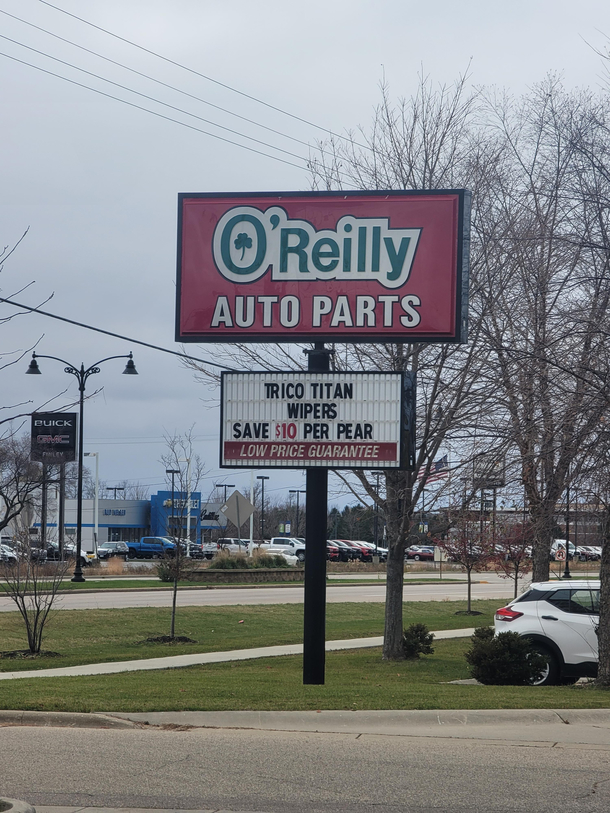 O'Reilly
AUTO PARTS
TRICO TITAN
WIPERS
SAVE $10 PER PEAR
LOW PRICE GUARANTEE
BUICK
GMC